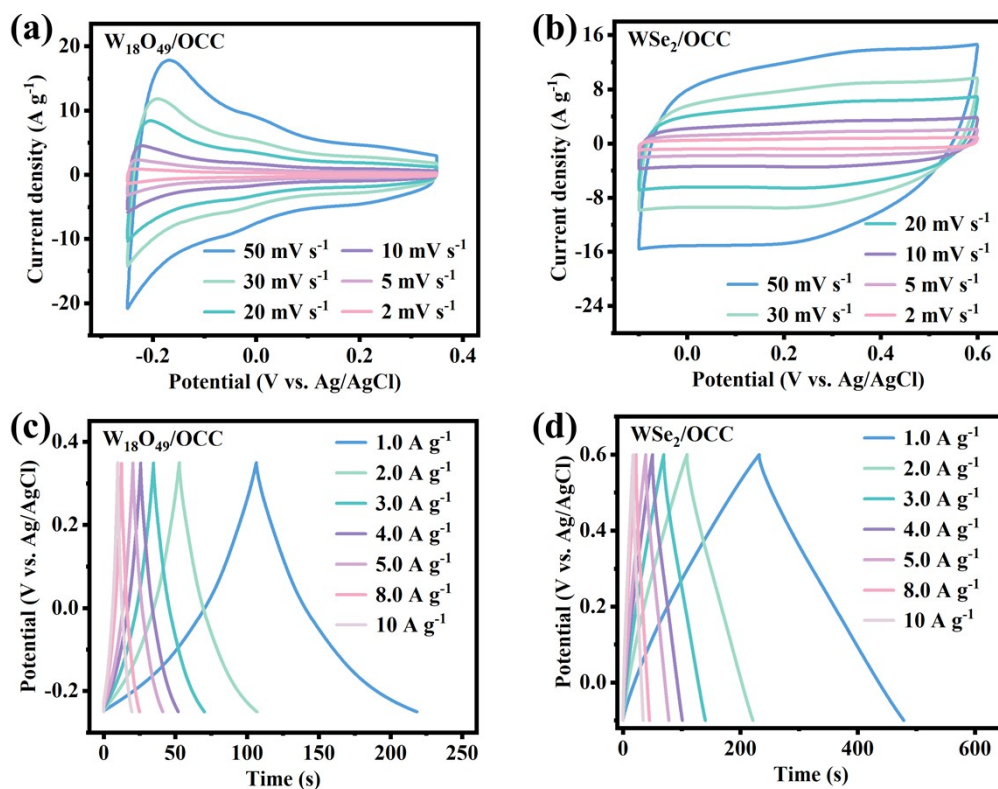 (a)
W₁₈O₄₉/OCC
Current density (A g⁻¹)
20
10
0
-10
-20
50 mV s⁻¹
30 mV s⁻¹
20 mV s⁻¹
10 mV s⁻¹
5 mV s⁻¹
2 mV s⁻¹
-0.2
0.0
0.2
0.4
Potential (V vs. Ag/AgCl)
(b)
WSe₂/OCC
Current density (A g⁻¹)
16
8
0
-8
-16
-24
50 mV s⁻¹
30 mV s⁻¹
20 mV s⁻¹
10 mV s⁻¹
5 mV s⁻¹
2 mV s⁻¹
0.0
0.2
0.4
0.6
Potential (V vs. Ag/AgCl)
(c)
W₁₈O₄₉/OCC
Potential (V vs. Ag/AgCl)
0.4
0.2
0.0
-0.2
1.0 A g⁻¹
2.0 A g⁻¹
3.0 A g⁻¹
4.0 A g⁻¹
5.0 A g⁻¹
8.0 A g⁻¹
10 A g⁻¹
0
50
100
150
200
250
Time (s)
(d)
WSe₂/OCC
Potential (V vs. Ag/AgCl)
0.6
0.4
0.2
0.0
1.0 A g⁻¹
2.0 A g⁻¹
3.0 A g⁻¹
4.0 A g⁻¹
5.0 A g⁻¹
8.0 A g⁻¹
10 A g⁻¹
0
200
400
600
Time (s)